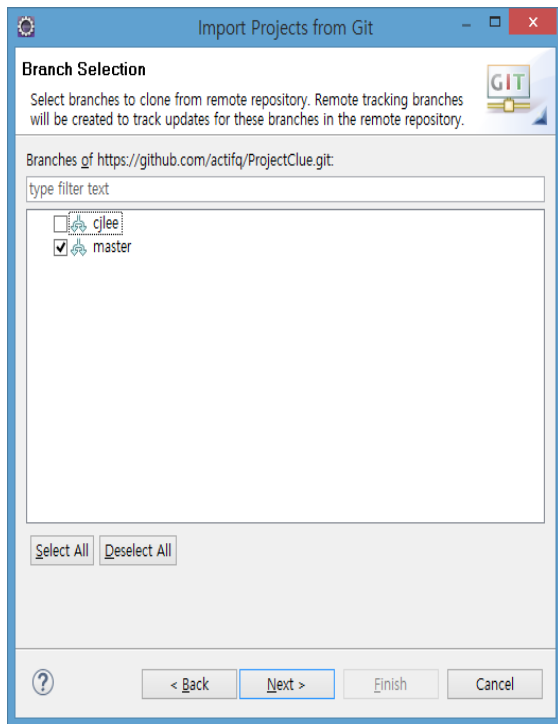 Import Projects from Git
Branch Selection
Select branches to clone from remote repository. Remote tracking branches
will be created to track updates for these branches in the remote repository.
GIT
Branches of https://github.com/actifq/ProjectClue.git:
type filter text
cjlee
master
Select All Deselect All
< Back Next > Finish Cancel